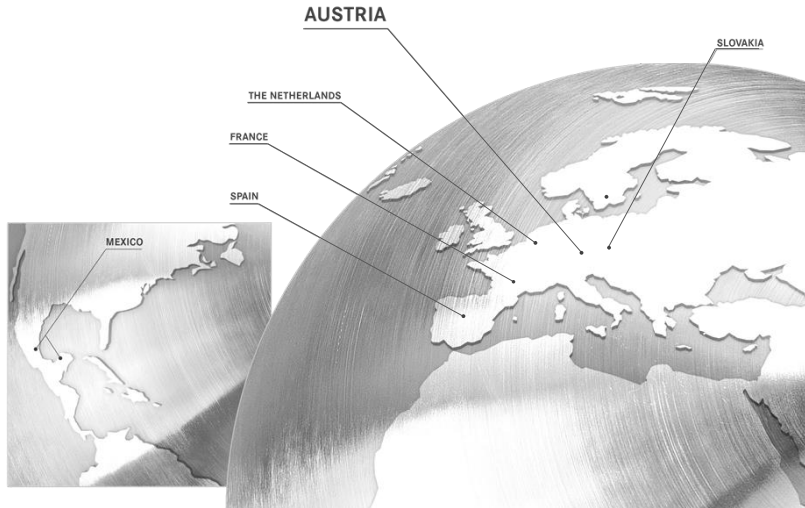 AUSTRIA
SLOVAKIA
THE NETHERLANDS
FRANCE
SPAIN
MEXICO